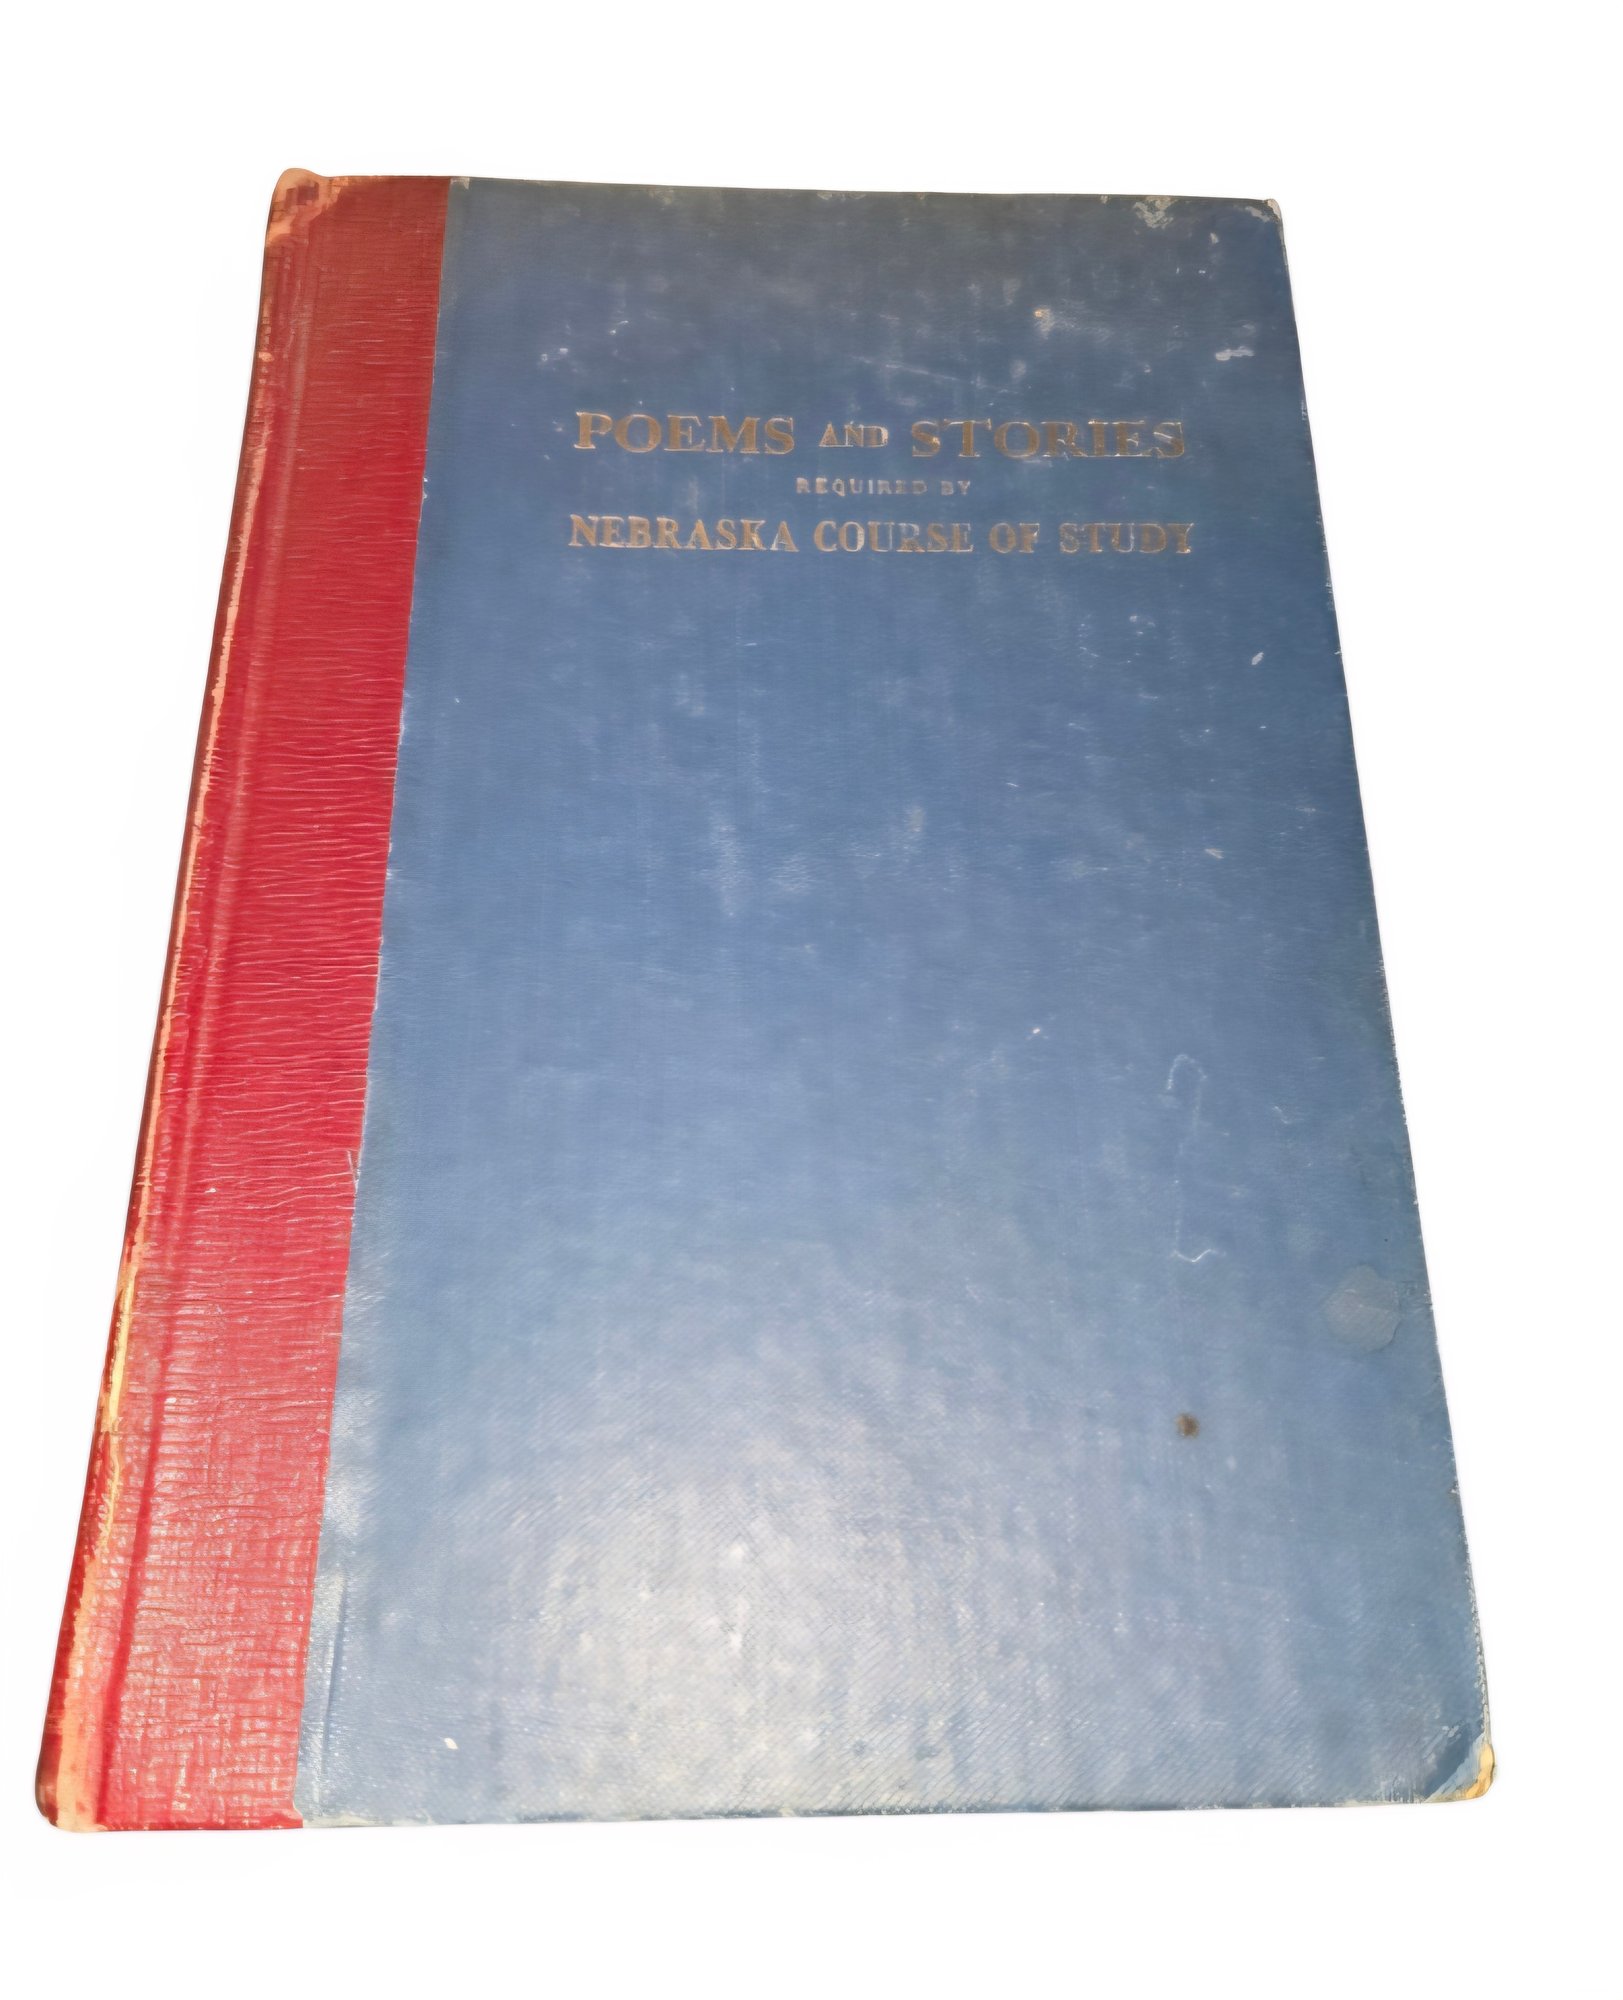 POEMS AND STORIES
REQUIRED BY
NEBRASKA COURSE OF STUDY